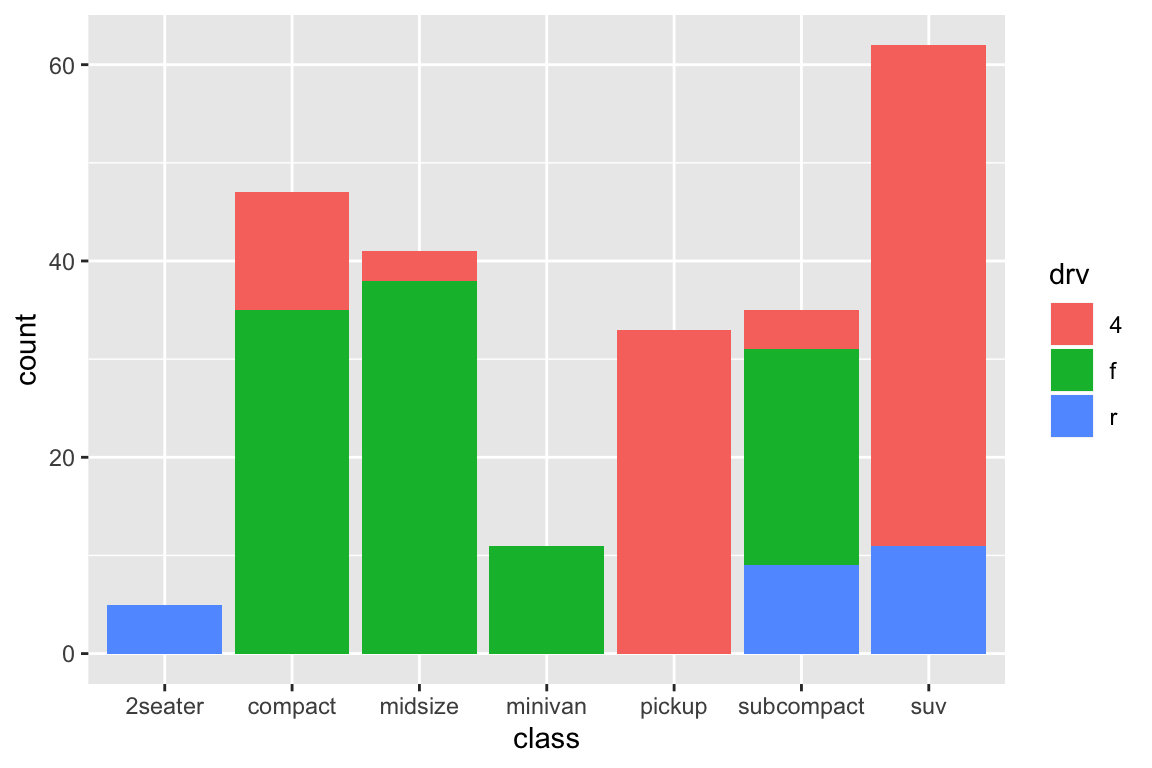 60
40
20
0
count
2seater compact midsize minivan pickup subcompact suv
class
drv
4
f
r